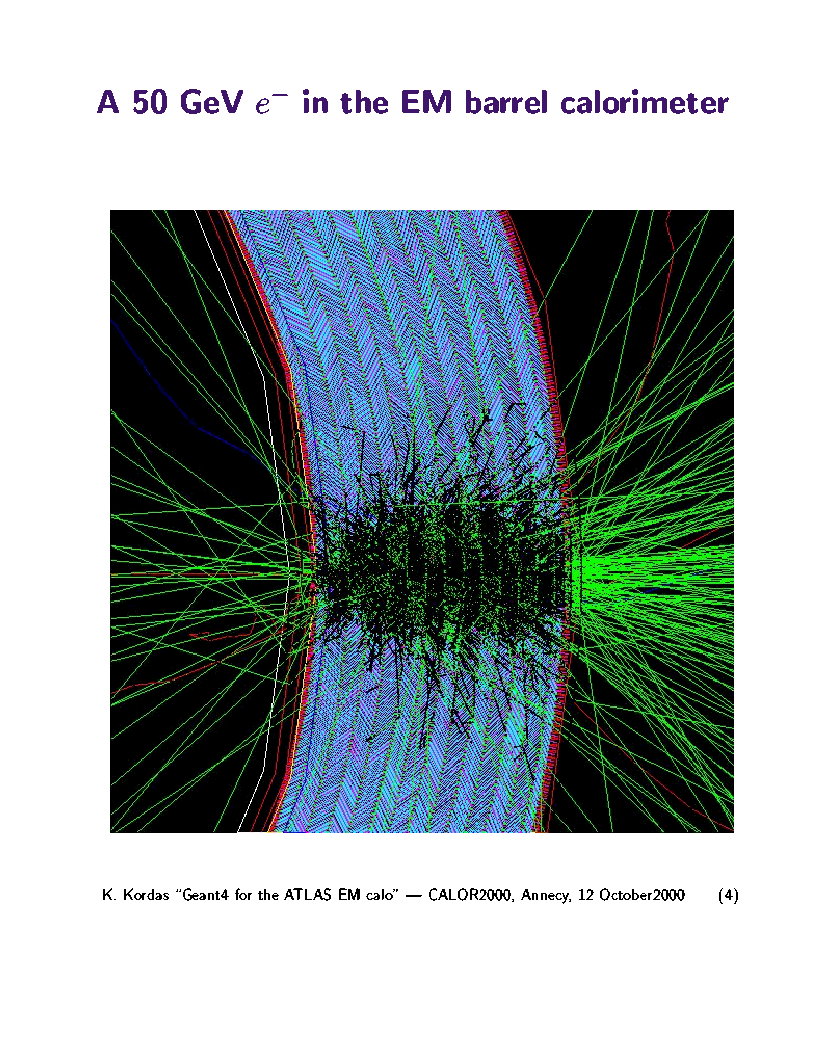 A 50 GeV e⁻ in the EM barrel calorimeter
K. Kordas “Geant4 for the ATLAS EM calo” — CALOR2000, Annecy, 12 October2000 (4)